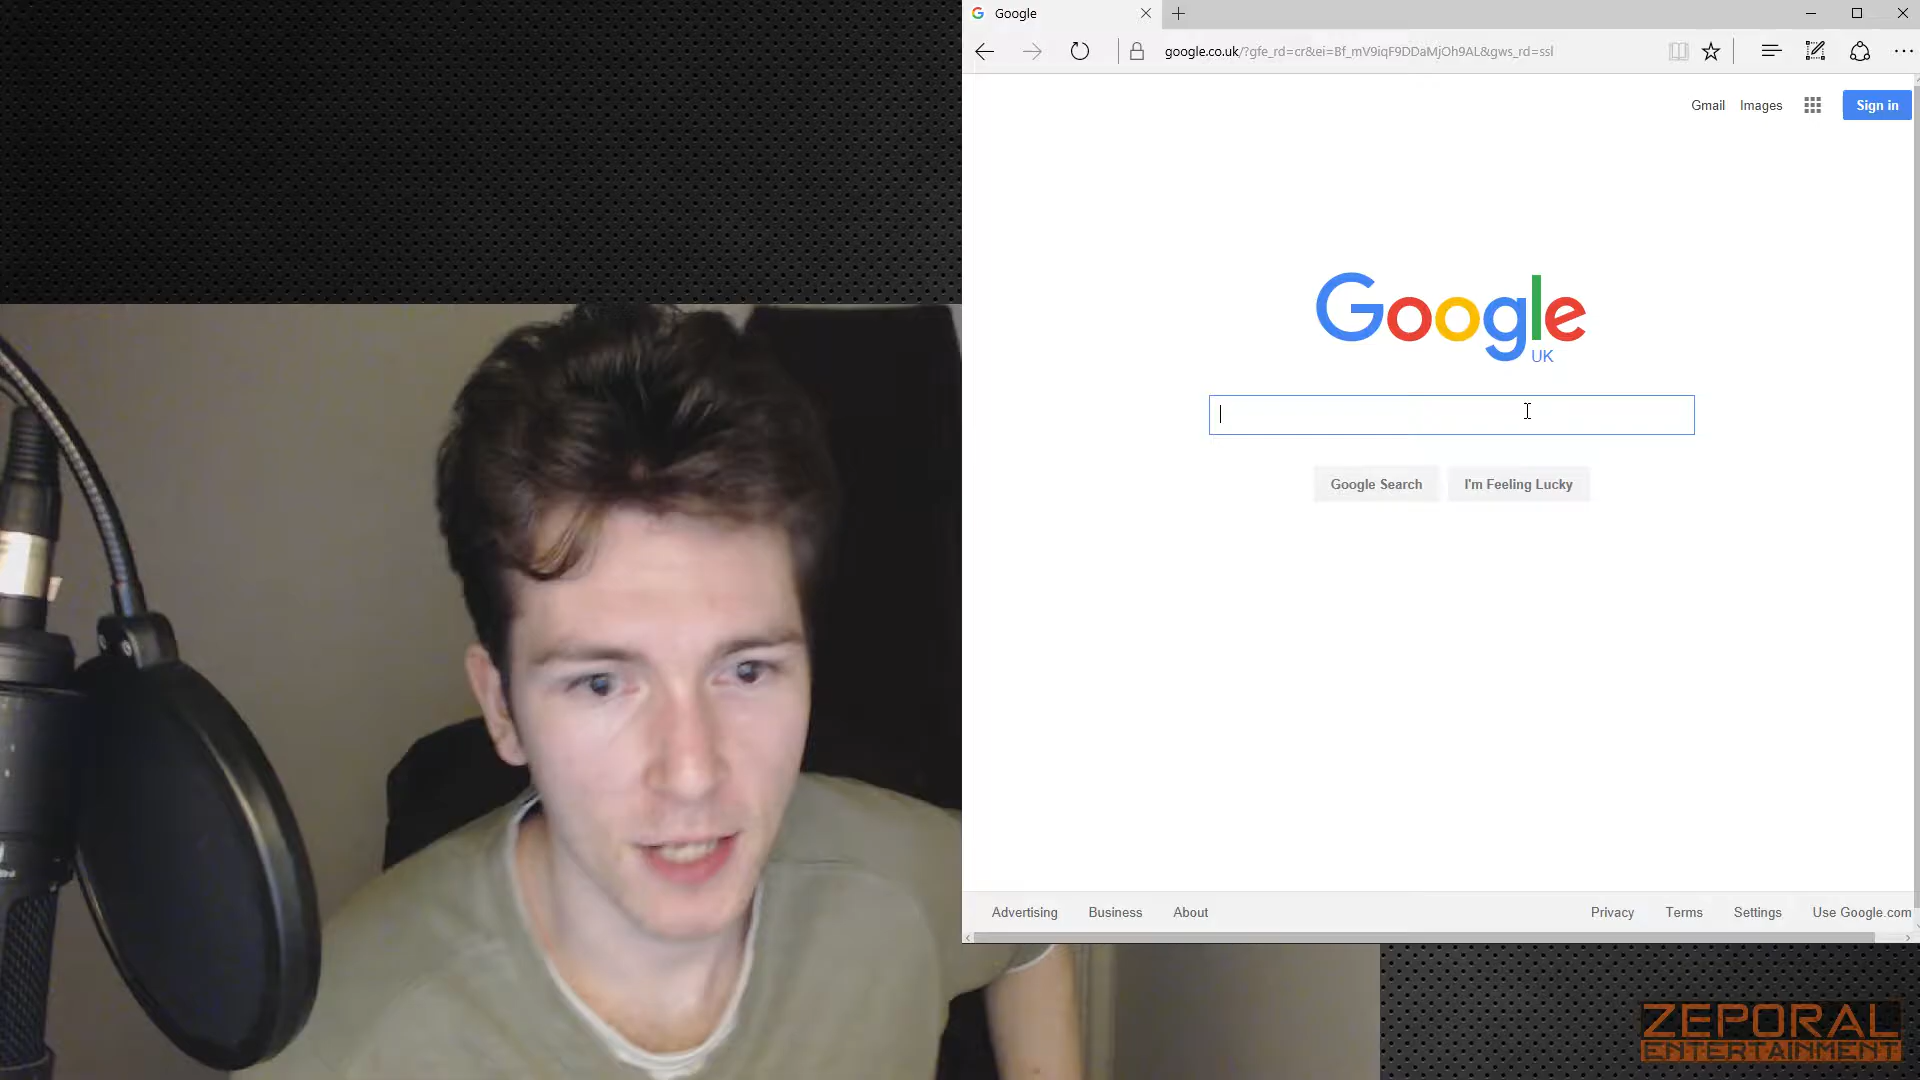 Google
google.co.uk/?gfe_rd=cr&ei=Bf_mV9iqF9DDaMjOh9AL&gws_rd=ssl
Gmail Images Sign in
Google
UK
Google Search I'm Feeling Lucky
Advertising Business About Privacy Terms Settings Use Google.com
ZEPORAL
ENTERTAINMENT